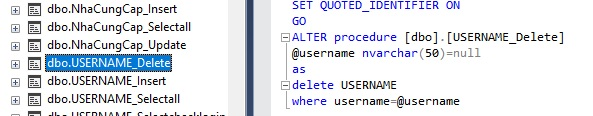 dbo.NhaCungCap_Insert
dbo.NhaCungCap_Selectall
dbo.NhaCungCap_Update
dbo.USERNAME_Delete
dbo.USERNAME_Insert
dbo.USERNAME_Selectall
dbo.USERNAME_Selectchecklogin
SET QUOTED_IDENTIFIER ON
GO
ALTER procedure [dbo].[USERNAME_Delete]
@username nvarchar(50)=null
as
delete USERNAME
where username=@username